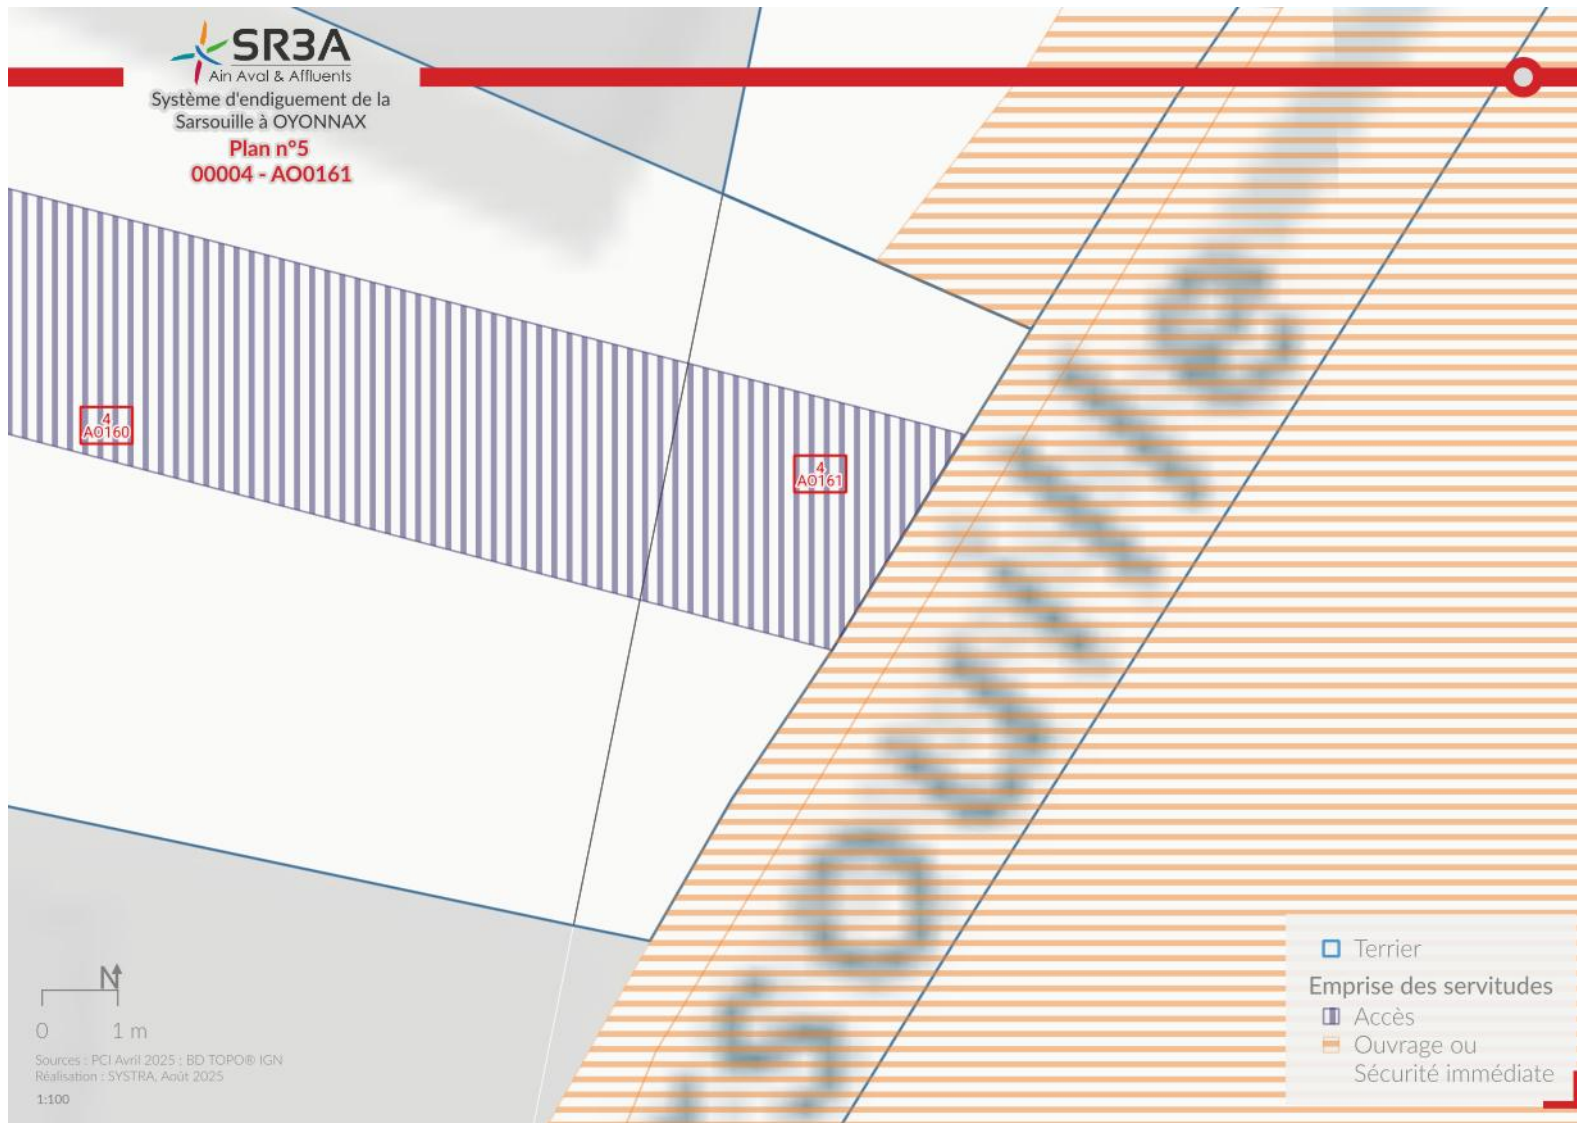 SR3A
Ain Aval & Affluents
Système d'endiguement de la
Sarsouille à OYONNAX
Plan n°5
00004 - AO0161
4
AO160
4
AO161
souille
N
0 1 m
Sources : PCI Avril 2025 ; BD TOPO® IGN
Réalisation : SYSTRA, Août 2025
1:100
Terrier
Emprise des servitudes
Accès
Ouvrage ou
Sécurité immédiate